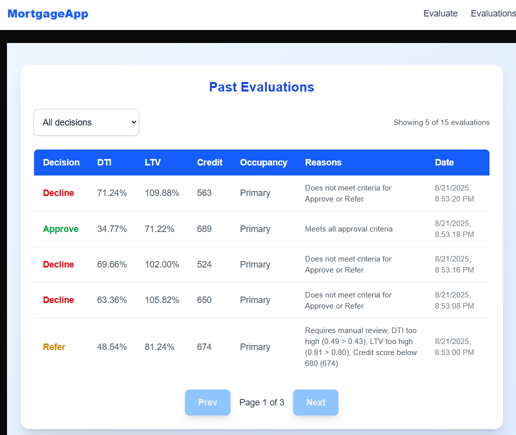 MortgageApp
Evaluate Evaluations
Past Evaluations
All decisions
Showing 5 of 15 evaluations
Decision DTI LTV Credit Occupancy Reasons Date
Decline 71.24% 109.88% 563 Primary Does not meet criteria for
Approve or Refer 8/21/2025,
8:53:20 PM
Approve 34.77% 71.22% 689 Primary Meets all approval criteria 8/21/2025,
8:53:18 PM
Decline 69.66% 102.00% 524 Primary Does not meet criteria for
Approve or Refer 8/21/2025,
8:53:16 PM
Decline 63.36% 105.82% 650 Primary Does not meet criteria for
Approve or Refer 8/21/2025,
8:53:08 PM
Refer 48.54% 81.24% 674 Primary Requires manual review, DTI too
high (0.49 > 0.43), LTV too high
(0.81 > 0.80), Credit score below
680 (674) 8/21/2025,
8:53:00 PM
Prev Page 1 of 3 Next